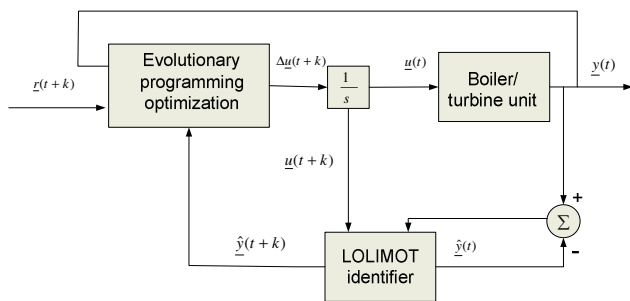 r(t+k)
Evolutionary
programming
optimization
Δu(t+k)
1
s
u(t)
Boiler/
turbine unit
y(t)
u(t+k)
+
Σ
-
ŷ(t+k)
LOLIMOT
identifier
ŷ(t)